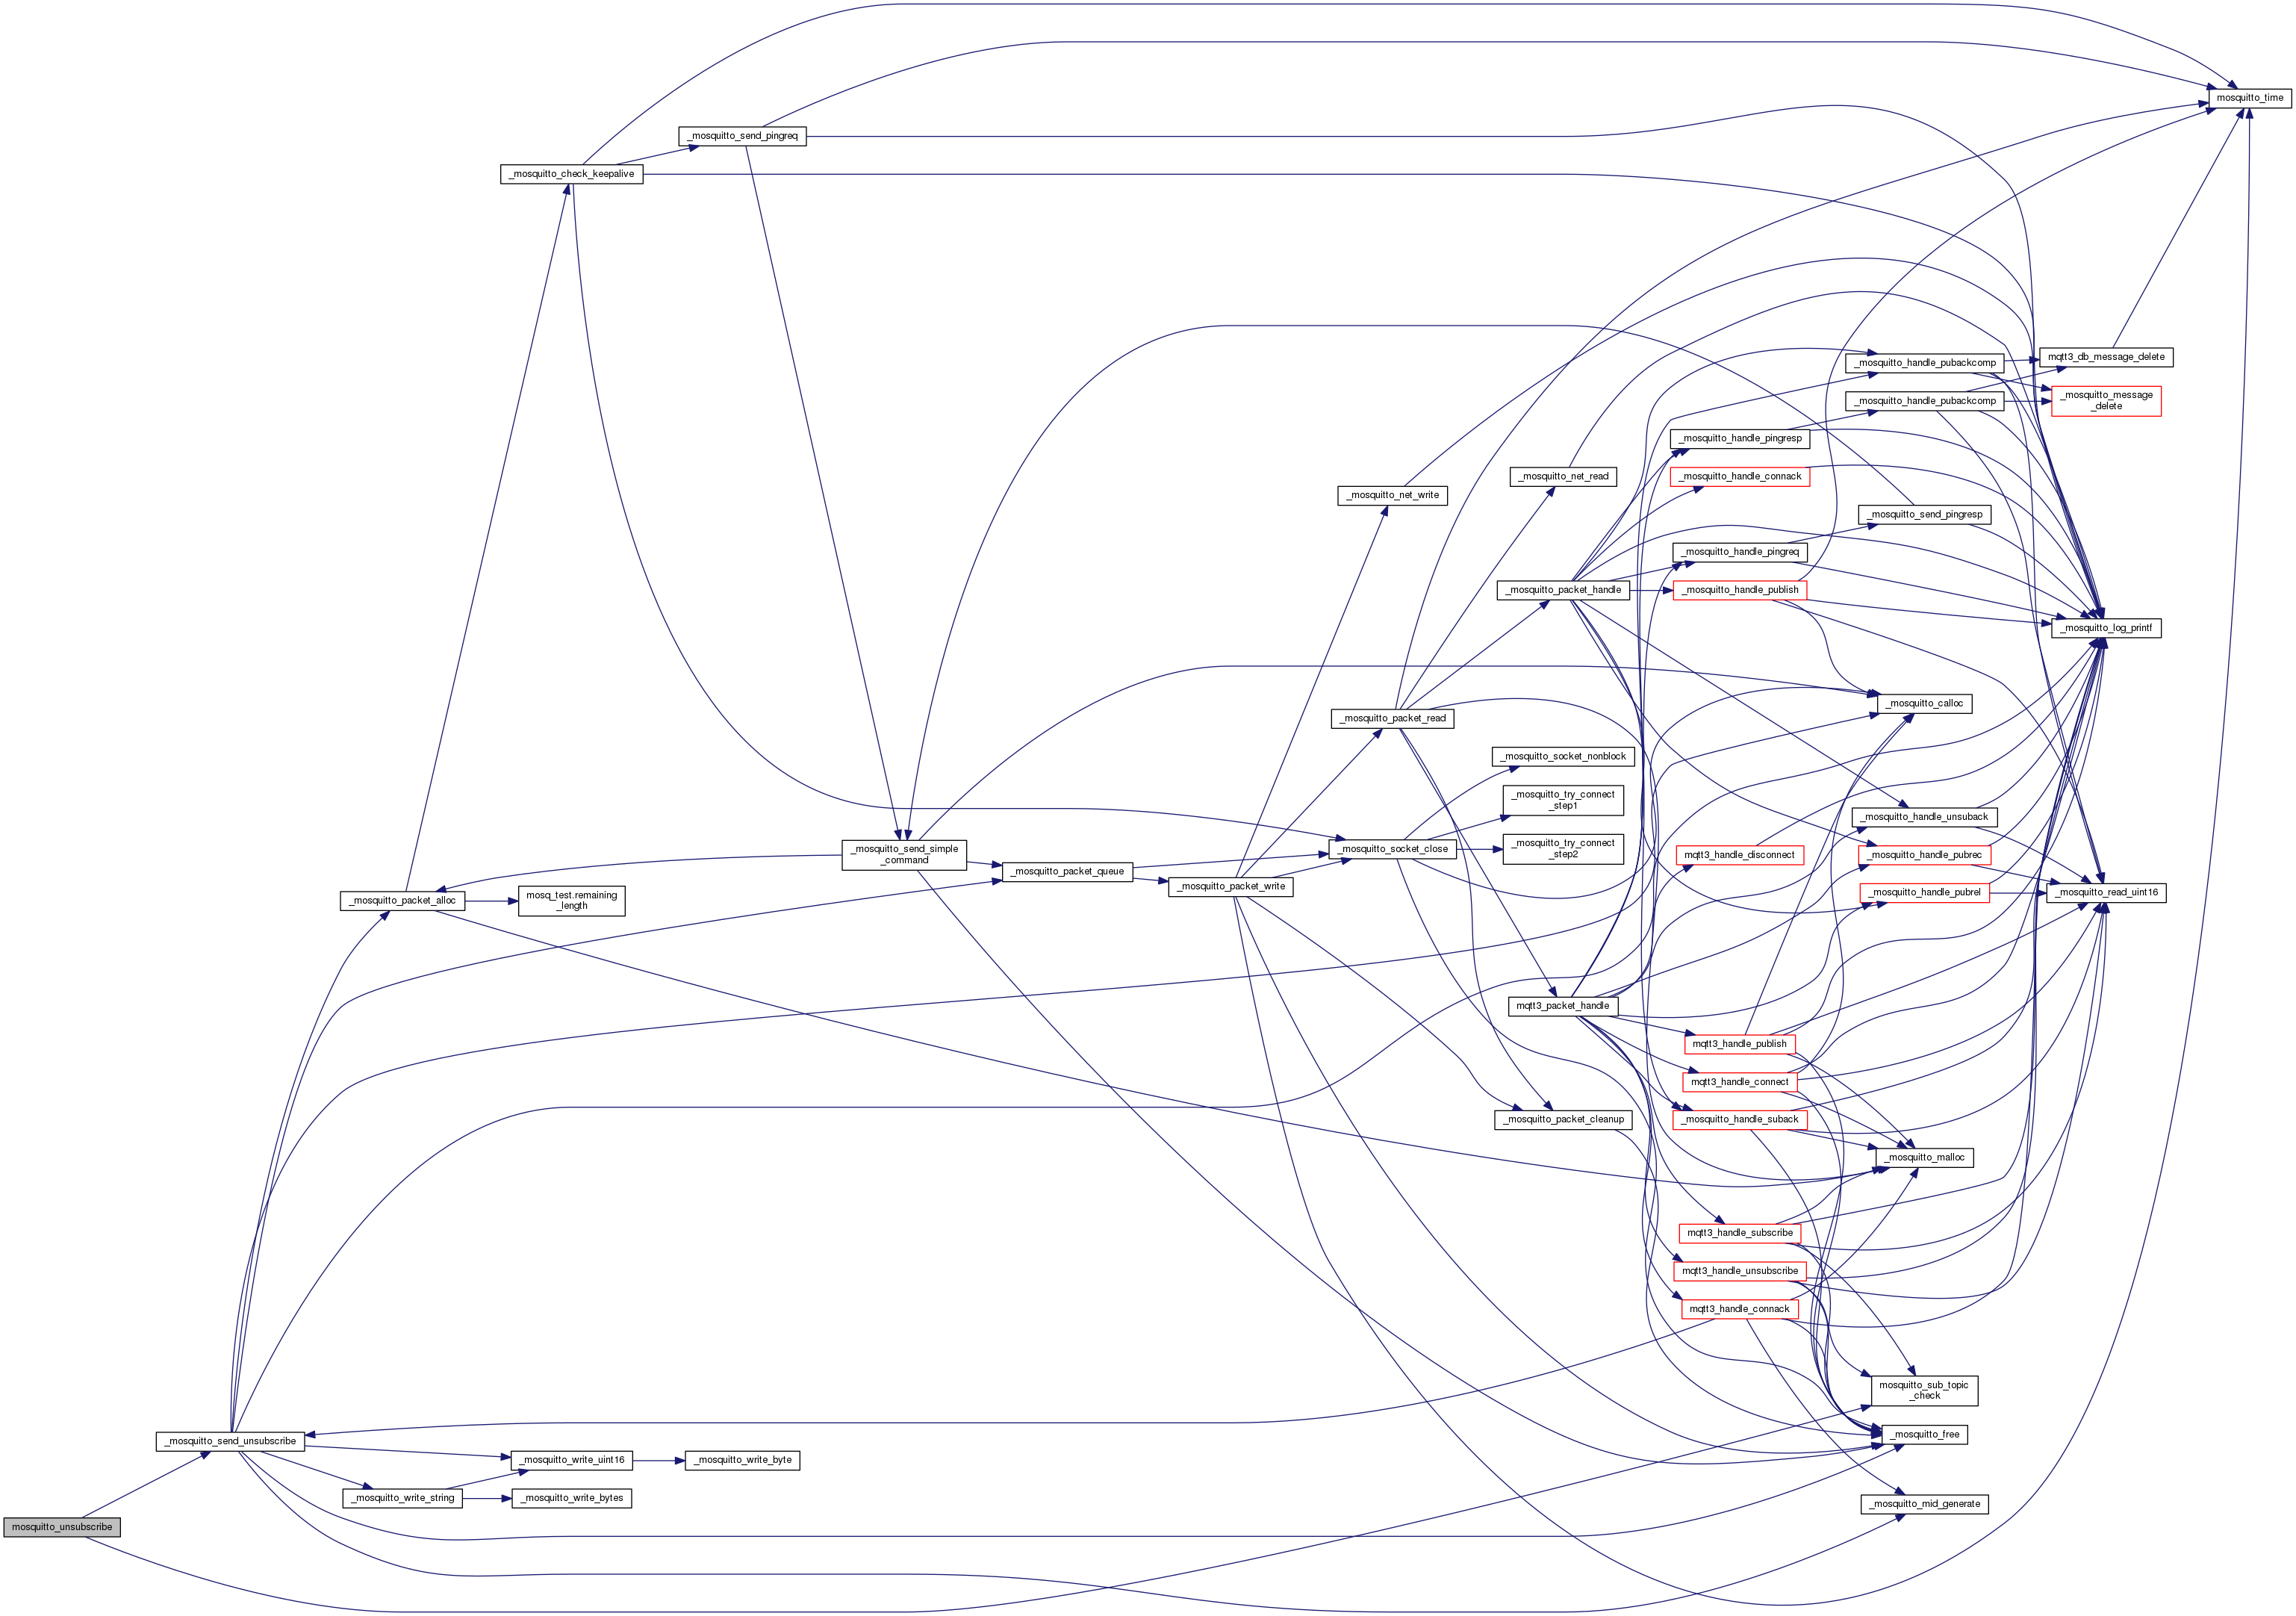 mosquitto_time
_mosquitto_send_pingreq
_mosquitto_check_keepalive
mqtt3_db_message_delete
_mosquitto_handle_pubackcomp
_mosquitto_message
_delete
_mosquitto_handle_pubackcomp
_mosquitto_handle_pingresp
_mosquitto_handle_connack
_mosquitto_net_read
_mosquitto_net_write
_mosquitto_send_pingresp
_mosquitto_handle_pingreq
_mosquitto_packet_handle
_mosquitto_handle_publish
_mosquitto_log_printf
_mosquitto_calloc
_mosquitto_packet_read
_mosquitto_socket_nonblock
_mosquitto_try_connect
_step1
_mosquitto_handle_unsuback
_mosquitto_send_simple
_command
_mosquitto_socket_close
_mosquitto_try_connect
_step2
mqtt3_handle_disconnect
_mosquitto_handle_pubrec
_mosquitto_packet_queue
_mosquitto_packet_write
_mosquitto_handle_pubrel
_mosquitto_read_uint16
_mosquitto_packet_alloc
mosq_test.remaining
_length
mqtt3_packet_handle
mqtt3_handle_publish
mqtt3_handle_connect
_mosquitto_packet_cleanup
_mosquitto_handle_suback
_mosquitto_malloc
mqtt3_handle_subscribe
mqtt3_handle_unsubscribe
mqtt3_handle_connack
mosquitto_sub_topic
_check
_mosquitto_send_unsubscribe
_mosquitto_free
_mosquitto_write_uint16
_mosquitto_write_byte
_mosquitto_write_string
_mosquitto_write_bytes
_mosquitto_mid_generate
mosquitto_unsubscribe